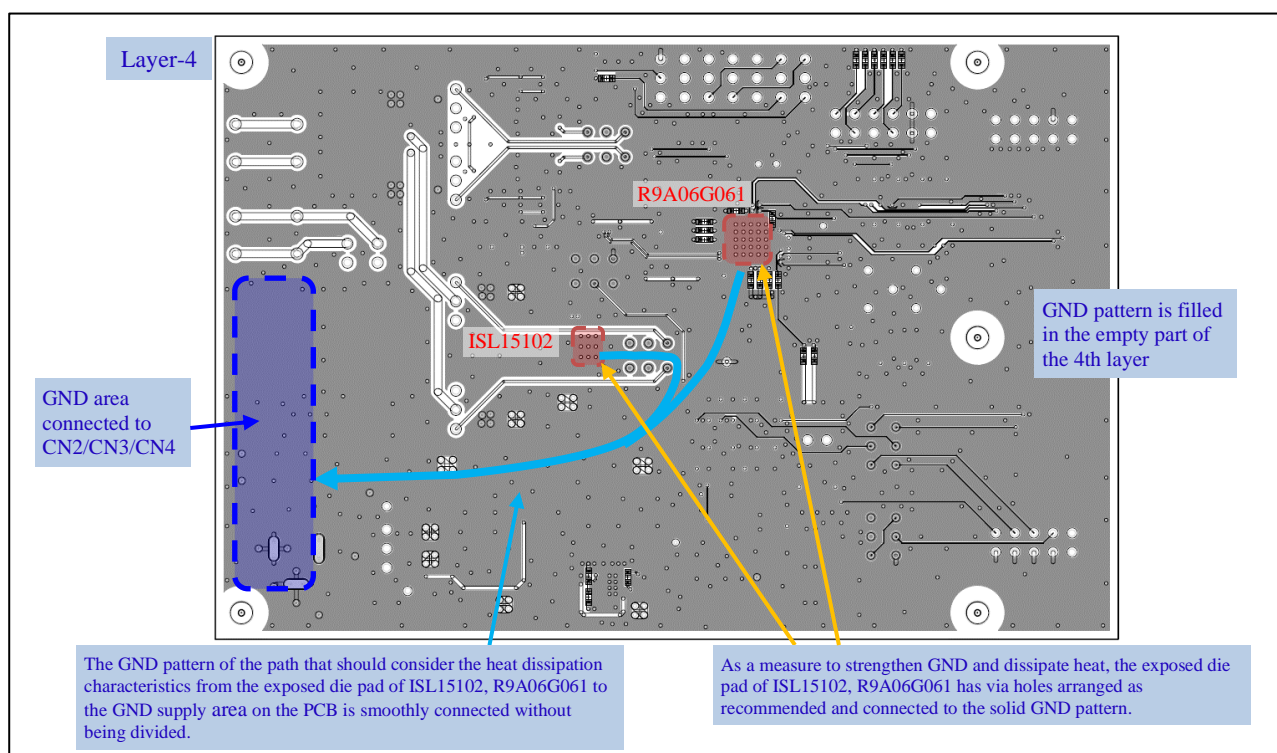 Layer-4
R9A06G061
GND pattern is filled
in the empty part of
the 4th layer
ISL15102
GND area
connected to
CN2/CN3/CN4
The GND pattern of the path that should consider the heat dissipation
characteristics from the exposed die pad of ISL15102, R9A06G061 to
the GND supply area on the PCB is smoothly connected without
being divided.
As a measure to strengthen GND and dissipate heat, the exposed die
pad of ISL15102, R9A06G061 has via holes arranged as
recommended and connected to the solid GND pattern.